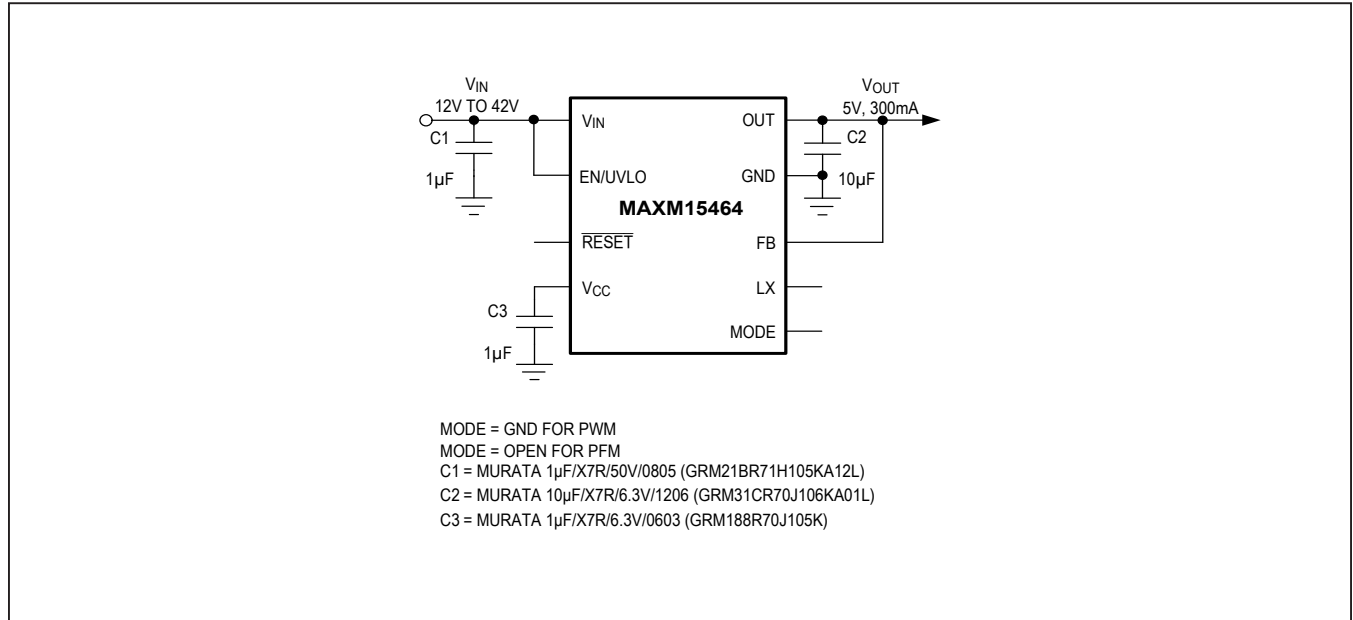 VIN
12V TO 42V
C1
1µF
VIN
EN/UVLO
RESET
VCC
C3
1µF
MAXM15464
OUT
GND
FB
LX
MODE
VOUT
5V, 300mA
C2
10µF
MODE = GND FOR PWM
MODE = OPEN FOR PFM
C1 = MURATA 1µF/X7R/50V/0805 (GRM21BR71H105KA12L)
C2 = MURATA 10µF/X7R/6.3V/1206 (GRM31CR70J106KA01L)
C3 = MURATA 1µF/X7R/6.3V/0603 (GRM188R70J105K)